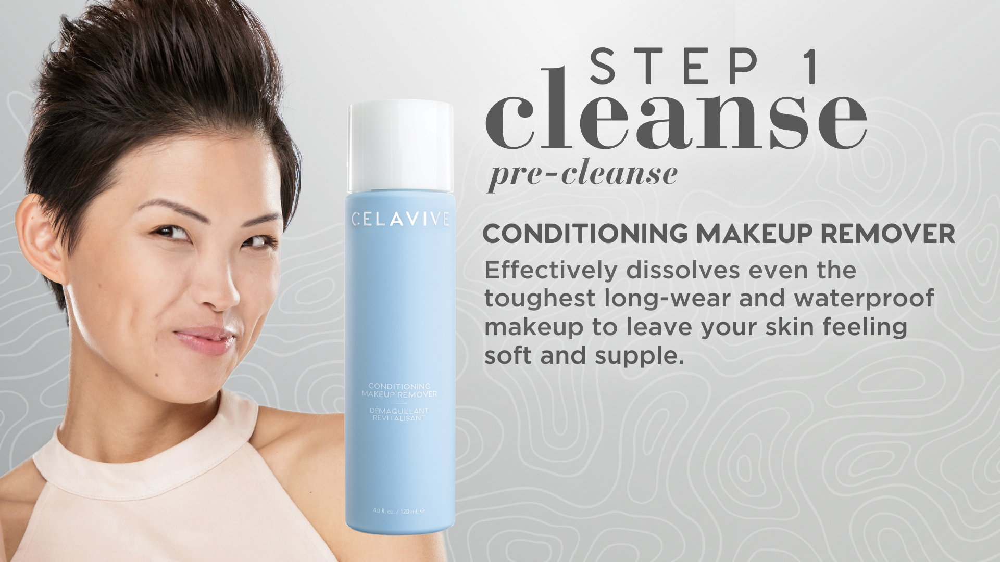 STEP 1
cleanse
pre-cleanse
CONDITIONING MAKEUP REMOVER
Effectively dissolves even the
toughest long-wear and waterproof
makeup to leave your skin feeling
soft and supple.
CELAVIVE
CONDITIONING
MAKEUP REMOVER
DÉMAQUILLANT
REVITALISANT
4.0 fl. oz. / 120 mL ℮